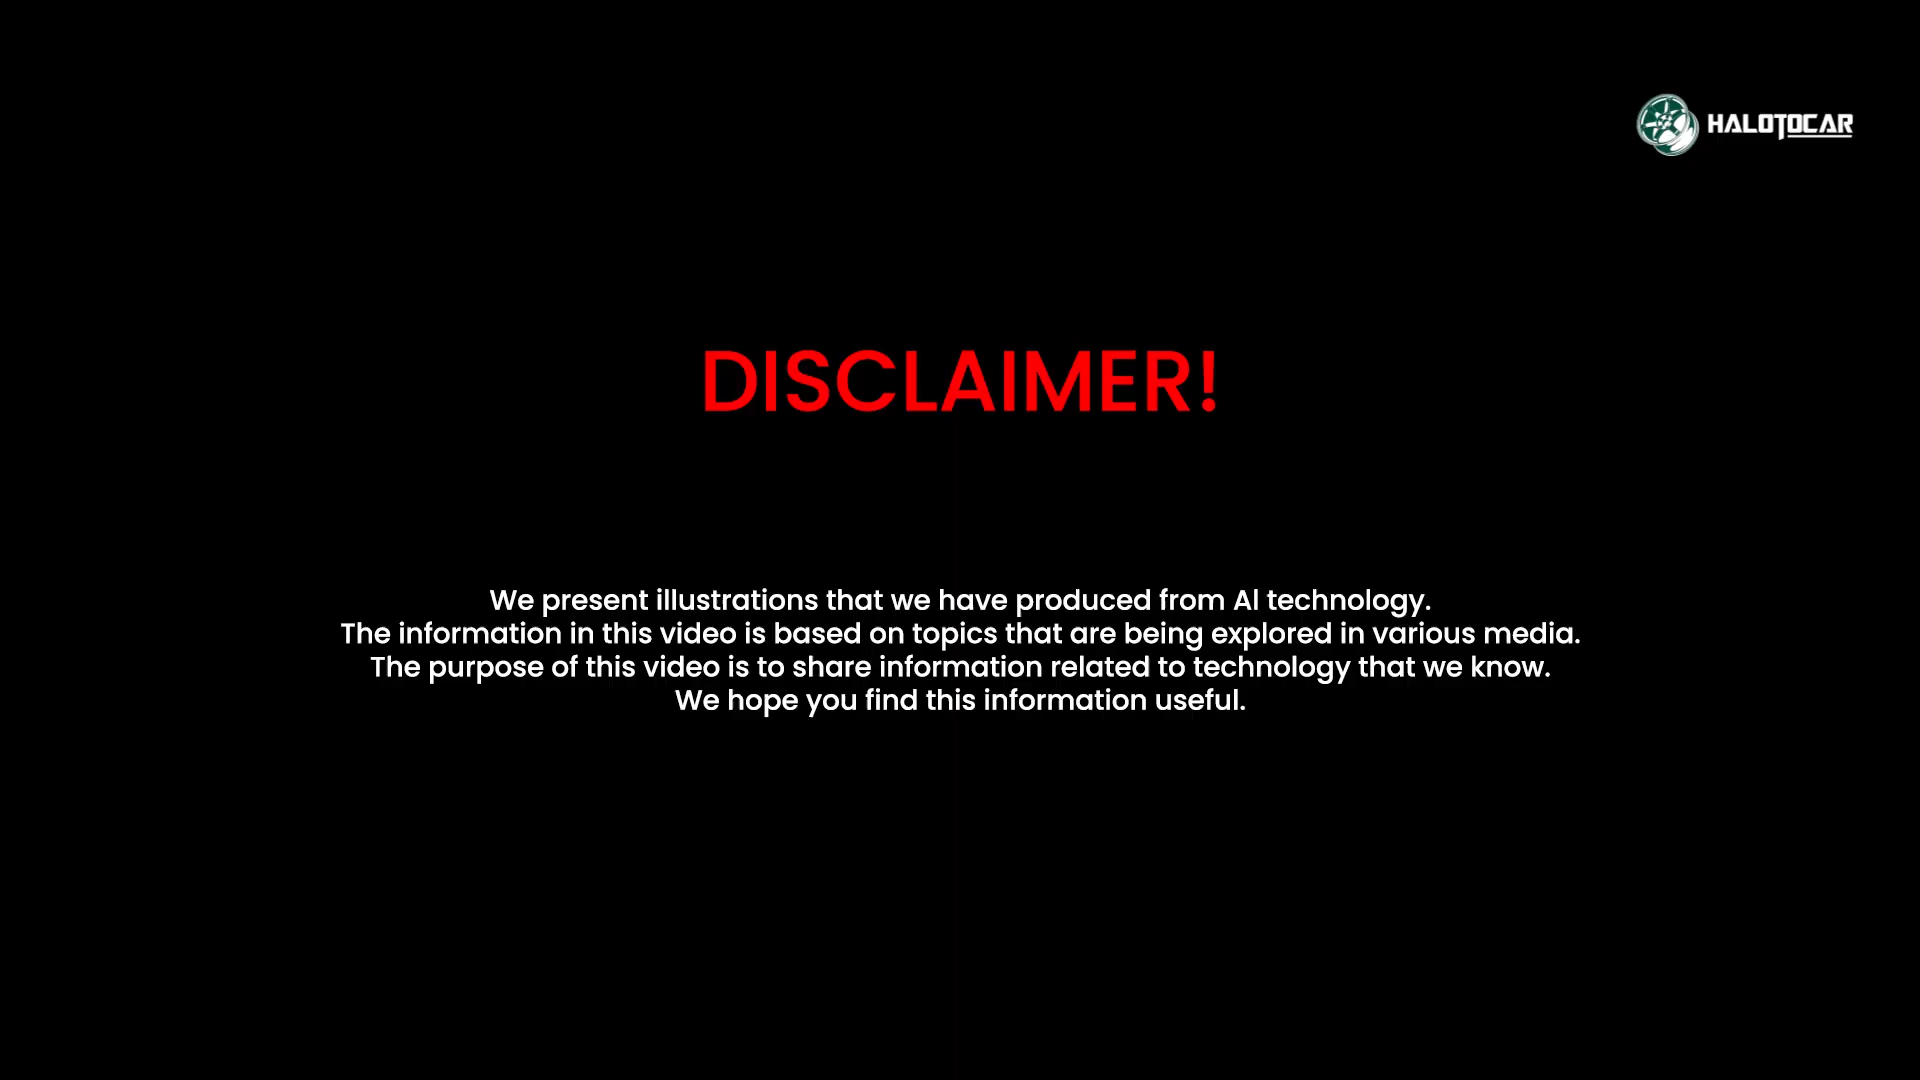 HALOTOCAR
DISCLAIMER!
We present illustrations that we have produced from AI technology.
The information in this video is based on topics that are being explored in various media.
The purpose of this video is to share information related to technology that we know.
We hope you find this information useful.